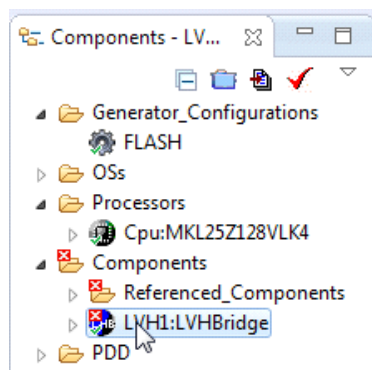 Components - LV...
Generator_Configurations
FLASH
OSs
Processors
Cpu:MKL25Z128VLK4
Components
Referenced_Components
LVH1:LVHBridge
PDD